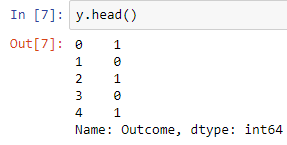 In [7]: y.head()
Out[7]: 0    1
1    0
2    1
3    0
4    1
Name: Outcome, dtype: int64